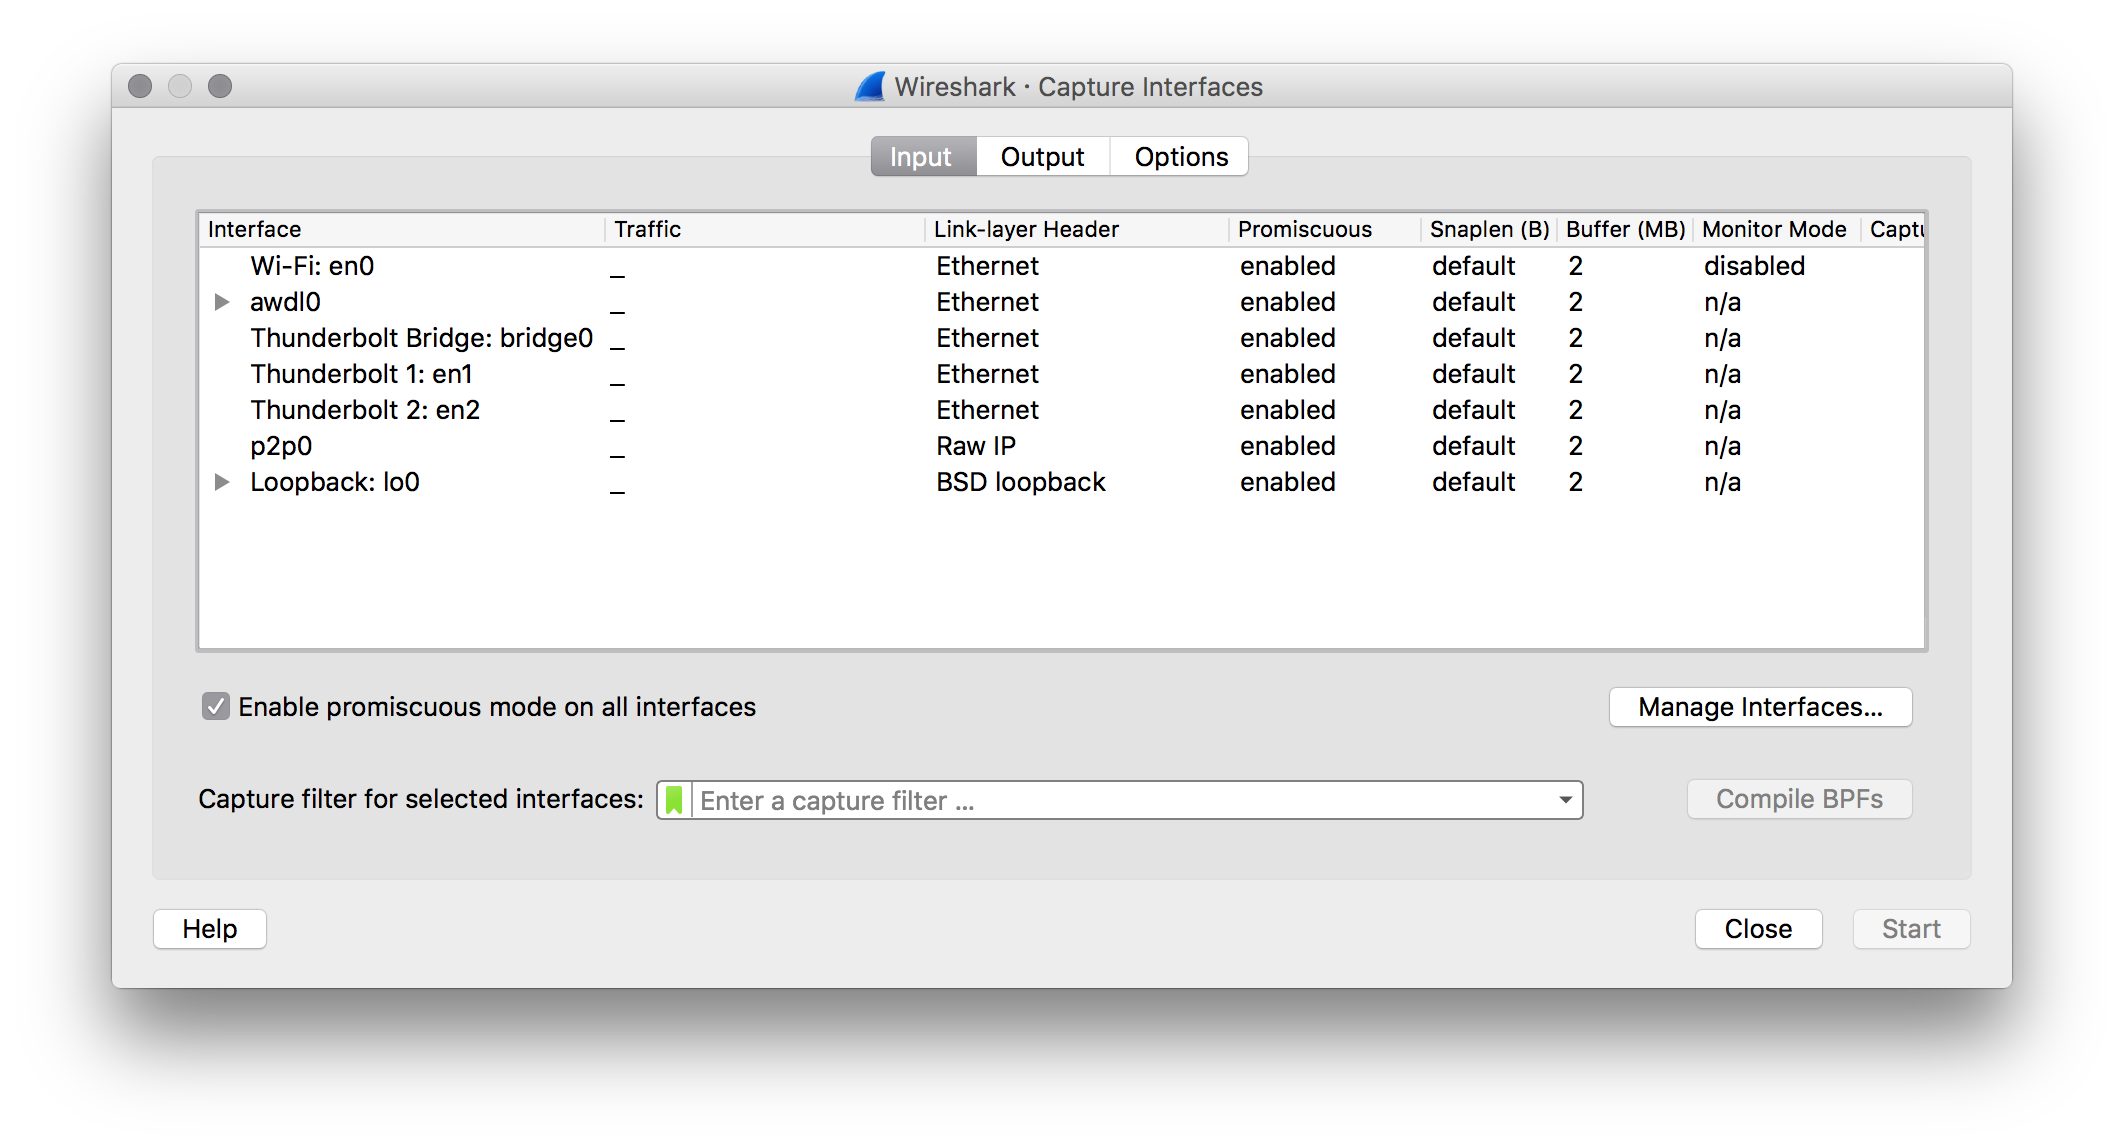 Wireshark · Capture Interfaces
Input Output Options
Interface Traffic Link-layer Header Promiscuous Snaplen (B) Buffer (MB) Monitor Mode Captu
Wi-Fi: en0 _ Ethernet enabled default 2 disabled
awdl0 _ Ethernet enabled default 2 n/a
Thunderbolt Bridge: bridge0 _ Ethernet enabled default 2 n/a
Thunderbolt 1: en1 _ Ethernet enabled default 2 n/a
Thunderbolt 2: en2 _ Ethernet enabled default 2 n/a
p2p0 _ Raw IP enabled default 2 n/a
Loopback: lo0 _ BSD loopback enabled default 2 n/a
Enable promiscuous mode on all interfaces Manage Interfaces...
Capture filter for selected interfaces: Enter a capture filter ... Compile BPFs
Help Close Start